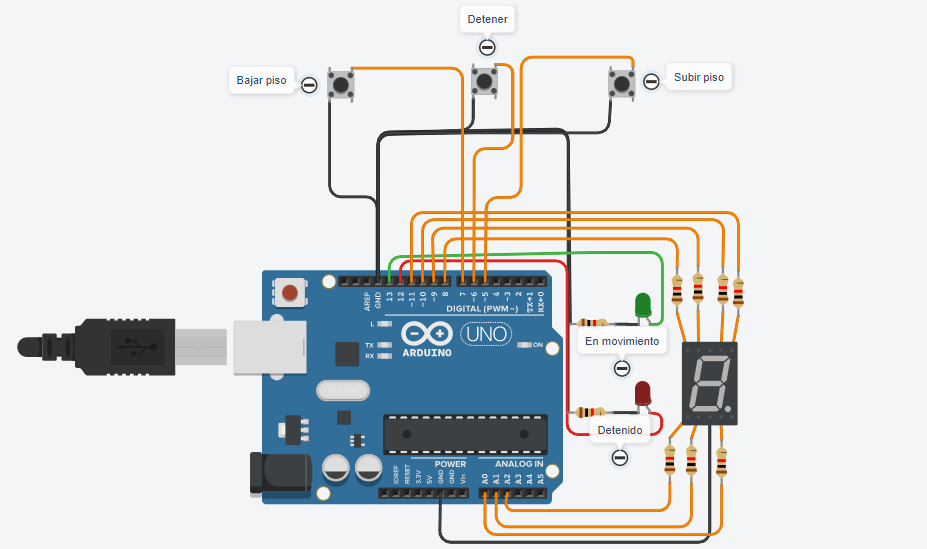 Detener
Bajar piso
Subir piso
AREF
GND
13
12
~11
~10
~9
8
7
~6
~5
4
~3
2
TX→1
RX←0
DIGITAL (PWM~)
L
TX
RX
ARDUINO
UNO
ON
En movimiento
Detenido
POWER
ANALOG IN
IOREF
RESET
3.3V
5V
GND
GND
Vin
A0
A1
A2
A3
A4
A5